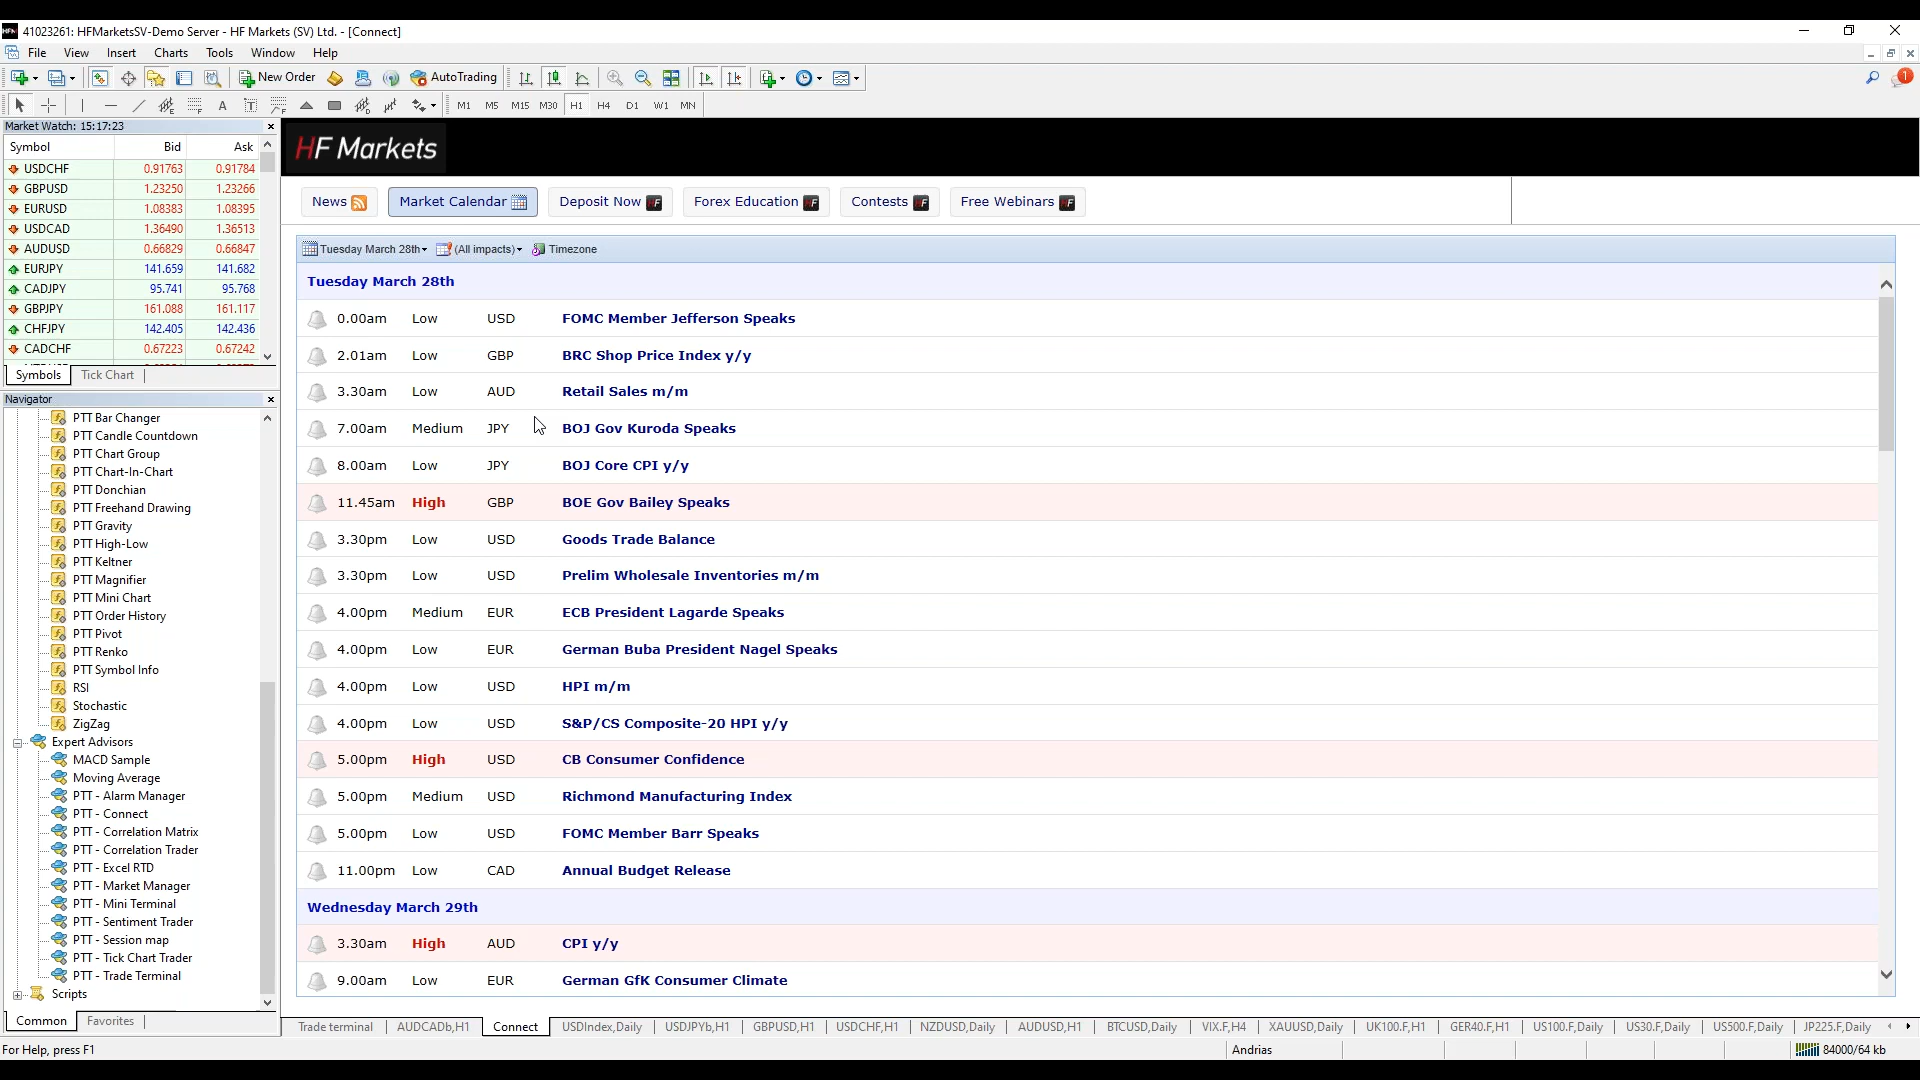 41023261: HFMarketsSV-Demo Server - HF Markets (SV) Ltd. - [Connect]
File View Insert Charts Tools Window Help
New Order AutoTrading
1
A T M1 M5 M15 M30 H1 H4 D1 W1 MN
Market Watch: 15:17:23
Symbol Bid Ask
USDCHF 0.91763 0.91784
GBPUSD 1.23250 1.23266
EURUSD 1.08383 1.08395
USDCAD 1.36490 1.36513
AUDUSD 0.66829 0.66847
EURJPY 141.659 141.682
CADJPY 95.741 95.768
GBPJPY 161.088 161.117
CHFJPY 142.405 142.436
CADCHF 0.67223 0.67242
Symbols Tick Chart
Navigator
PTT Bar Changer
PTT Candle Countdown
PTT Chart Group
PTT Chart-In-Chart
PTT Donchian
PTT Freehand Drawing
PTT Gravity
PTT High-Low
PTT Keltner
PTT Magnifier
PTT Mini Chart
PTT Order History
PTT Pivot
PTT Renko
PTT Symbol Info
RSI
Stochastic
ZigZag
Expert Advisors
MACD Sample
Moving Average
PTT - Alarm Manager
PTT - Connect
PTT - Correlation Matrix
PTT - Correlation Trader
PTT - Excel RTD
PTT - Market Manager
PTT - Mini Terminal
PTT - Sentiment Trader
PTT - Session map
PTT - Tick Chart Trader
PTT - Trade Terminal
Scripts
Common Favorites
HF Markets
News Market Calendar Deposit Now Forex Education Contests Free Webinars
Tuesday March 28th (All impacts) Timezone
Tuesday March 28th
0.00am Low USD FOMC Member Jefferson Speaks
2.01am Low GBP BRC Shop Price Index y/y
3.30am Low AUD Retail Sales m/m
7.00am Medium JPY BOJ Gov Kuroda Speaks
8.00am Low JPY BOJ Core CPI y/y
11.45am High GBP BOE Gov Bailey Speaks
3.30pm Low USD Goods Trade Balance
3.30pm Low USD Prelim Wholesale Inventories m/m
4.00pm Medium EUR ECB President Lagarde Speaks
4.00pm Low EUR German Buba President Nagel Speaks
4.00pm Low USD HPI m/m
4.00pm Low USD S&P/CS Composite-20 HPI y/y
5.00pm High USD CB Consumer Confidence
5.00pm Medium USD Richmond Manufacturing Index
5.00pm Low USD FOMC Member Barr Speaks
11.00pm Low CAD Annual Budget Release
Wednesday March 29th
3.30am High AUD CPI y/y
9.00am Low EUR German GfK Consumer Climate
Trade terminal AUDCADb,H1 Connect USDIndex,Daily USDJPYb,H1 GBPUSD,H1 USDCHF,H1 NZDUSD,Daily AUDUSD,H1 BTCUSD,Daily VIX.F,H4 XAUUSD,Daily UK100.F,H1 GER40.F,H1 US100.F,Daily US30.F,Daily US500.F,Daily JP225.F,Daily
For Help, press F1 Andrias 84000/64 kb